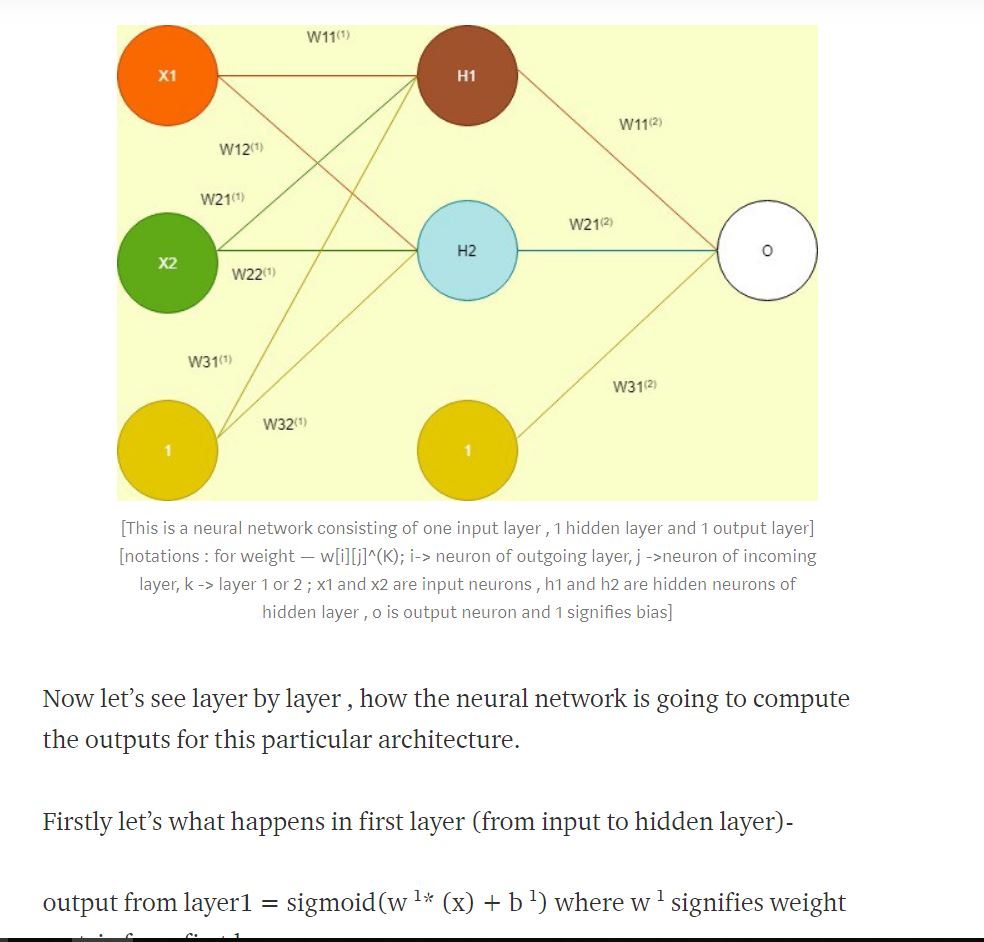 W11(1)
X1
H1
W11(2)
W12(1)
W21(1)
W21(2)
X2
H2
O
W22(1)
W31(1)
W31(2)
W32(1)
1
1
[This is a neural network consisting of one input layer , 1 hidden layer and 1 output layer]
[notations : for weight — w[i][j]^(K); i-> neuron of outgoing layer, j ->neuron of incoming
layer, k -> layer 1 or 2 ; x1 and x2 are input neurons , h1 and h2 are hidden neurons of
hidden layer , o is output neuron and 1 signifies bias]
Now let’s see layer by layer , how the neural network is going to compute
the outputs for this particular architecture.
Firstly let’s what happens in first layer (from input to hidden layer)-
output from layer1 = sigmoid(w ¹* (x) + b ¹) where w ¹ signifies weight